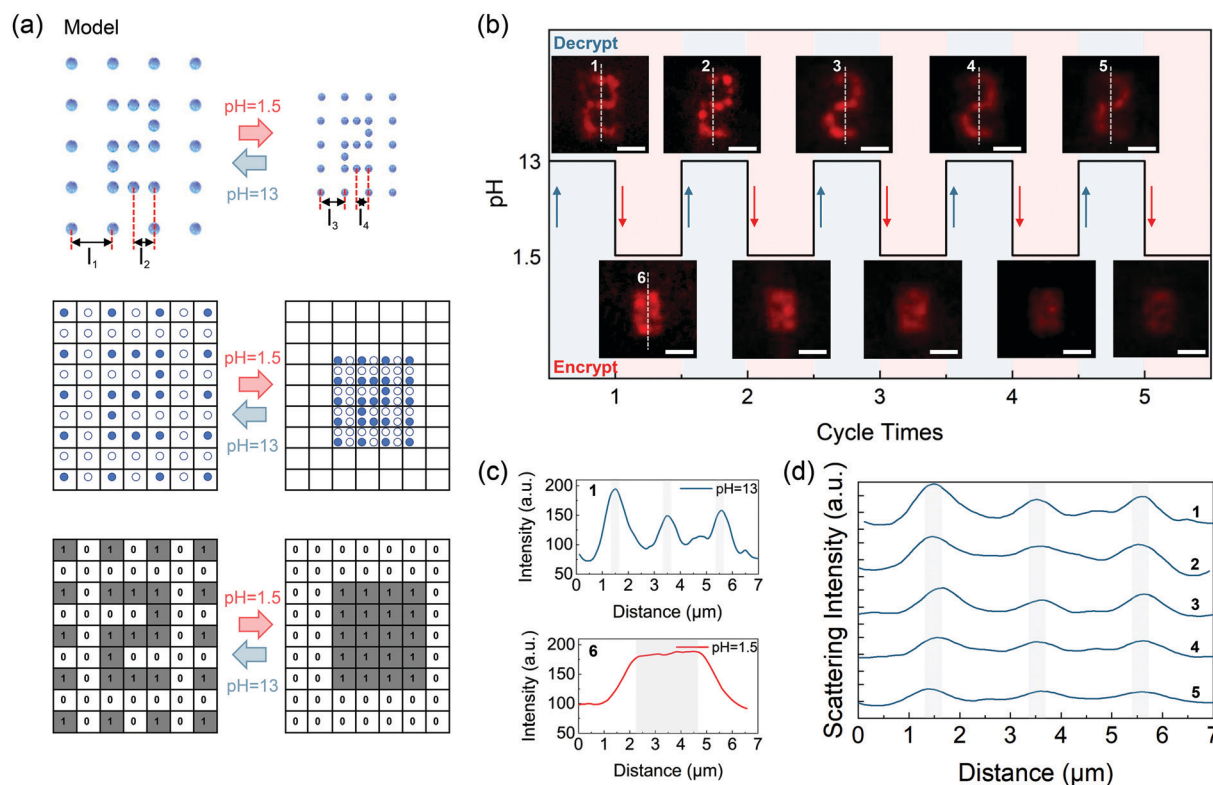 (a) Model
pH=1.5
pH=13
l1
l2
l3
l4
pH=1.5
pH=13
1 0 1 0 1 0 1
0 0 0 0 0 0 0
1 0 1 1 1 0 1
0 0 0 0 1 0 0
1 0 1 1 1 0 1
0 0 1 0 0 0 0
1 0 1 1 1 0 1
0 0 0 0 0 0 0
1 0 1 0 1 0 1
pH=1.5
pH=13
0 0 0 0 0 0 0
0 0 0 0 0 0 0
0 0 1 1 1 1 0
0 0 1 1 1 1 0
0 0 1 1 1 1 0
0 0 1 1 1 1 0
0 0 1 1 1 1 0
0 0 0 0 0 0 0
0 0 0 0 0 0 0
(b)
Decrypt
1 2 3 4 5
13
pH
1.5
6
Encrypt
1 2 3 4 5
Cycle Times
(c)
1
pH=13
200
150
100
50
Intensity (a.u.)
0 1 2 3 4 5 6 7
Distance (μm)
6
pH=1.5
200
150
100
50
Intensity (a.u.)
0 1 2 3 4 5 6 7
Distance (μm)
(d)
Scattering Intensity (a.u.)
1
2
3
4
5
0 1 2 3 4 5 6 7
Distance (μm)